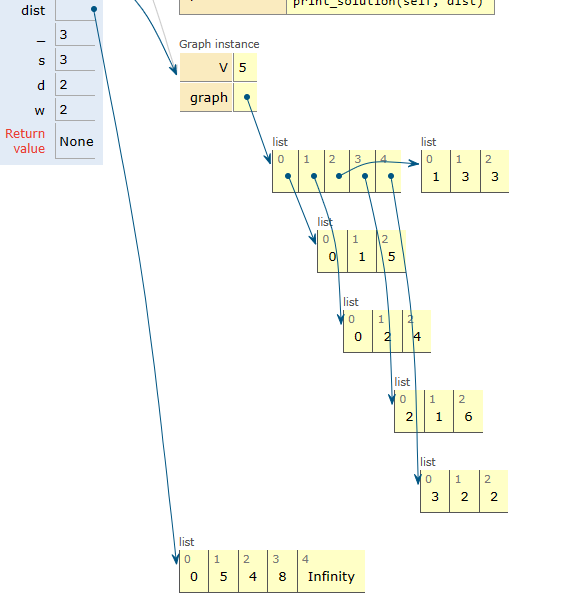 print_solution(self, dist)
dist
_ 3
s 3
d 2
w 2
Return value None
Graph instance
V 5
graph
list
0 1 2 3 4
list
0 1 2
1 3 3
list
0 1 2
0 1 5
list
0 1 2
0 2 4
list
0 1 2
2 1 6
list
0 1 2
3 2 2
list
0 1 2 3 4
0 5 4 8 Infinity